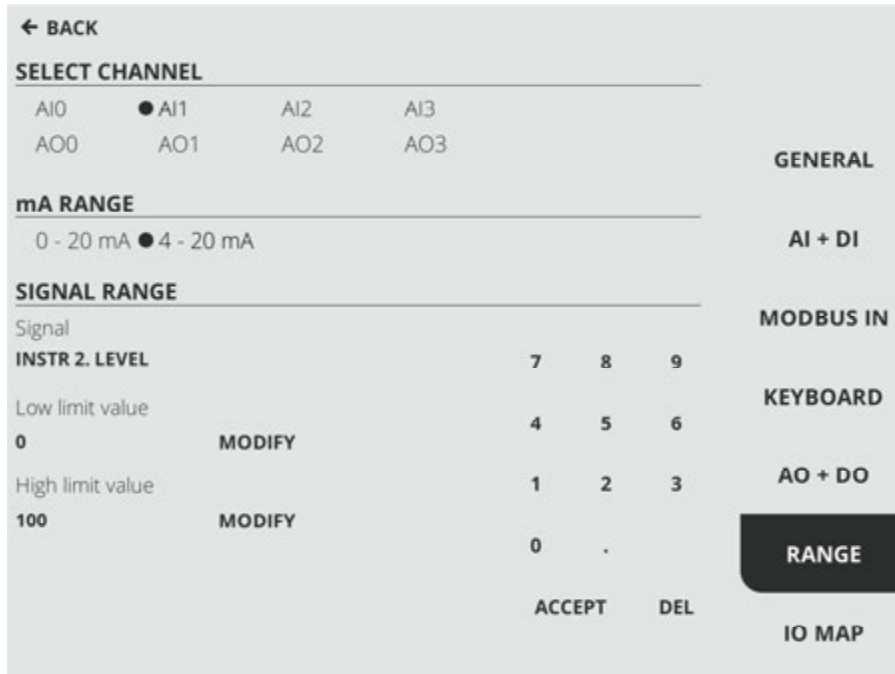 ← BACK
SELECT CHANNEL
AI0 ● AI1 AI2 AI3
AO0 AO1 AO2 AO3
mA RANGE
0 - 20 mA ● 4 - 20 mA
SIGNAL RANGE
Signal
INSTR 2. LEVEL
Low limit value
0 MODIFY
High limit value
100 MODIFY
7 8 9
4 5 6
1 2 3
0 .
ACCEPT DEL
GENERAL
AI + DI
MODBUS IN
KEYBOARD
AO + DO
RANGE
IO MAP